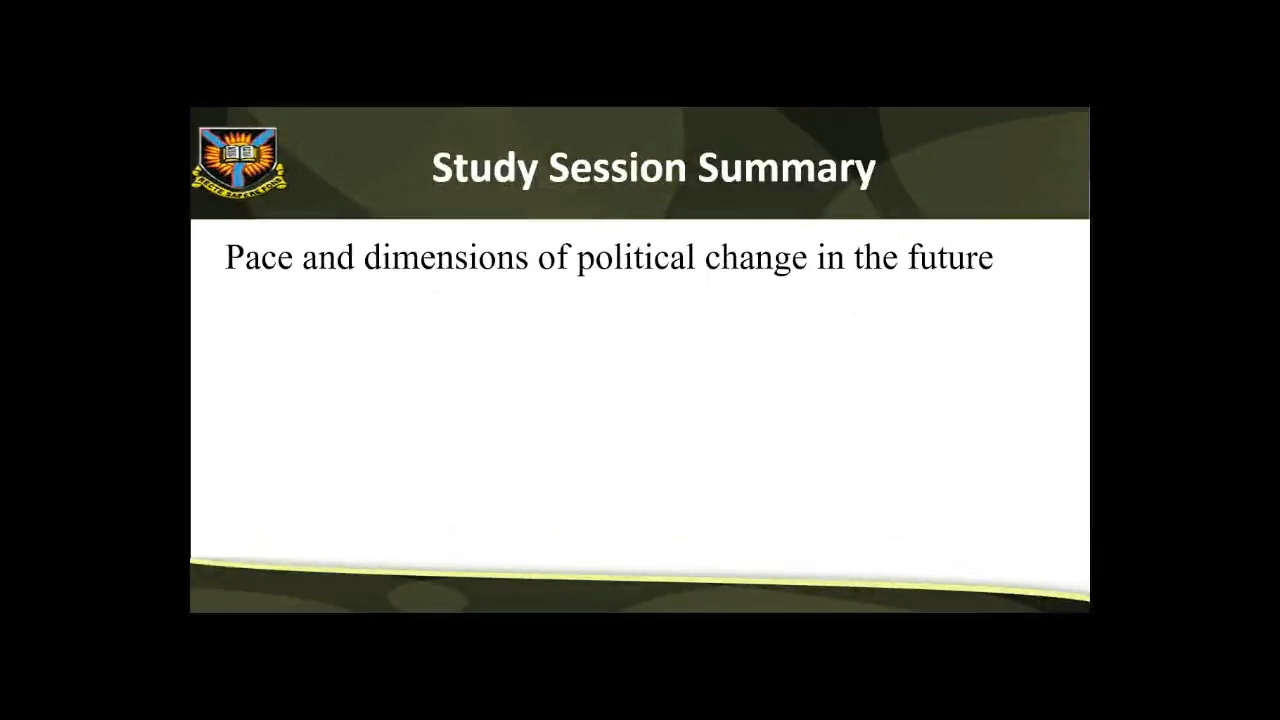 Study Session Summary
Pace and dimensions of political change in the future